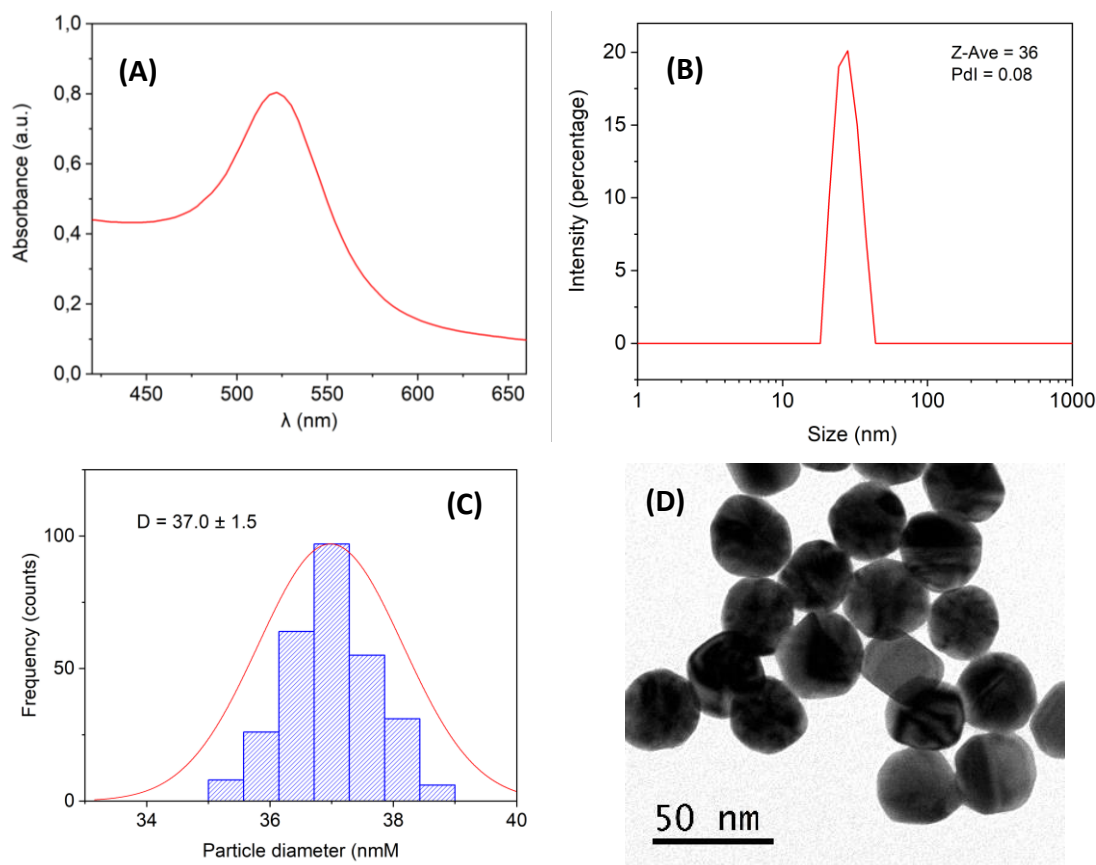 (A)
Absorbance (a.u.)
1,0
0,8
0,6
0,4
0,2
0,0
450 500 550 600 650
λ (nm)
(B)
Z-Ave = 36
PdI = 0.08
Intensity (percentage)
20
15
10
5
0
1 10 100 1000
Size (nm)
(C)
D = 37.0 ± 1.5
Frequency (counts)
100
50
0
34 36 38 40
Particle diameter (nmM
(D)
50 nm